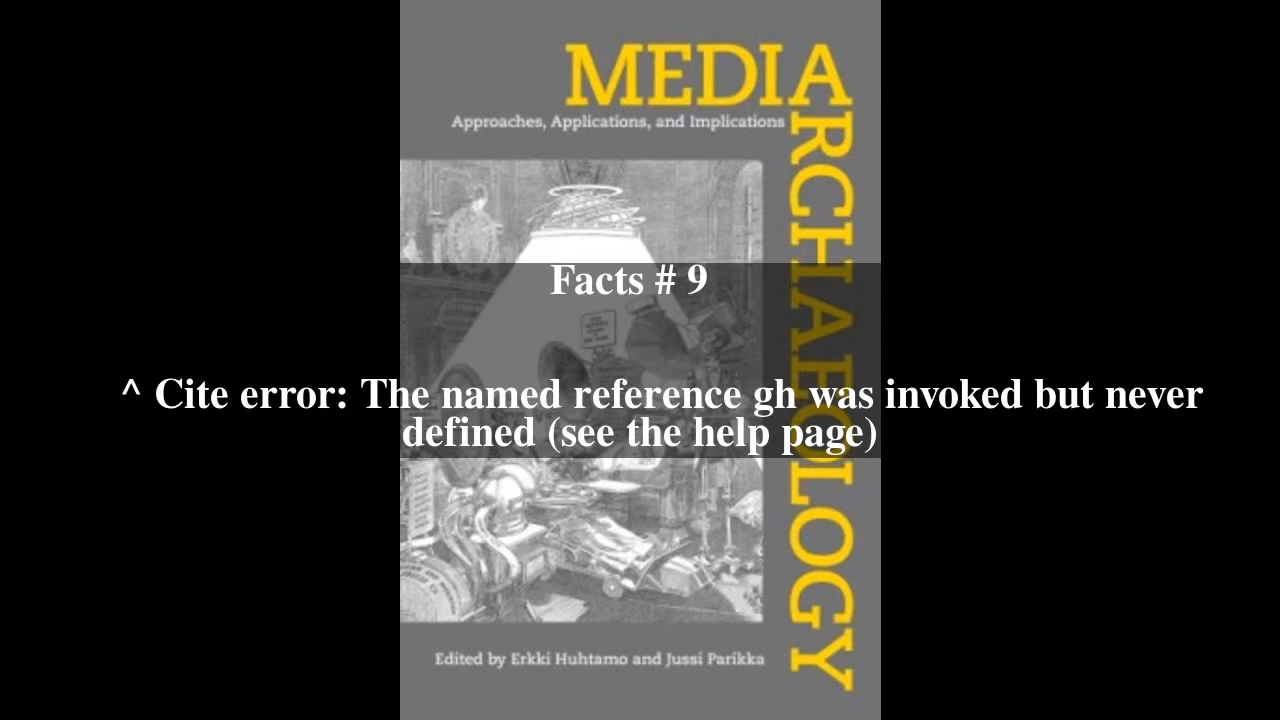 MEDIA
ARCHAEOLOGY
Approaches, Applications, and Implications
Facts # 9
^ Cite error: The named reference gh was invoked but never
defined (see the help page)
Edited by Erkki Huhtamo and Jussi Parikka